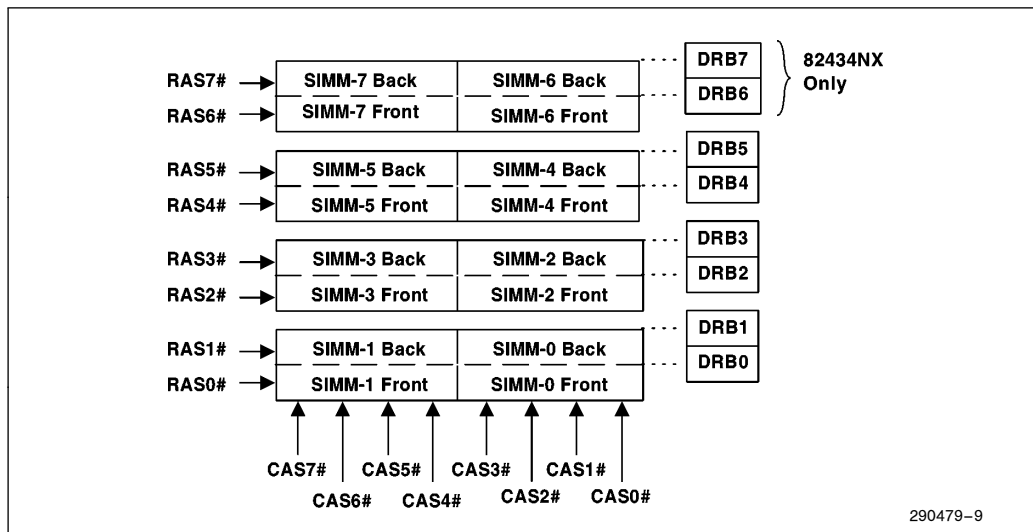 RAS7# SIMM-7 Back SIMM-6 Back DRB7 82434NX
RAS6# SIMM-7 Front SIMM-6 Front DRB6 Only
RAS5# SIMM-5 Back SIMM-4 Back DRB5
RAS4# SIMM-5 Front SIMM-4 Front DRB4
RAS3# SIMM-3 Back SIMM-2 Back DRB3
RAS2# SIMM-3 Front SIMM-2 Front DRB2
RAS1# SIMM-1 Back SIMM-0 Back DRB1
RAS0# SIMM-1 Front SIMM-0 Front DRB0
CAS7# CAS5# CAS3# CAS1#
CAS6# CAS4# CAS2# CAS0#
290479-9